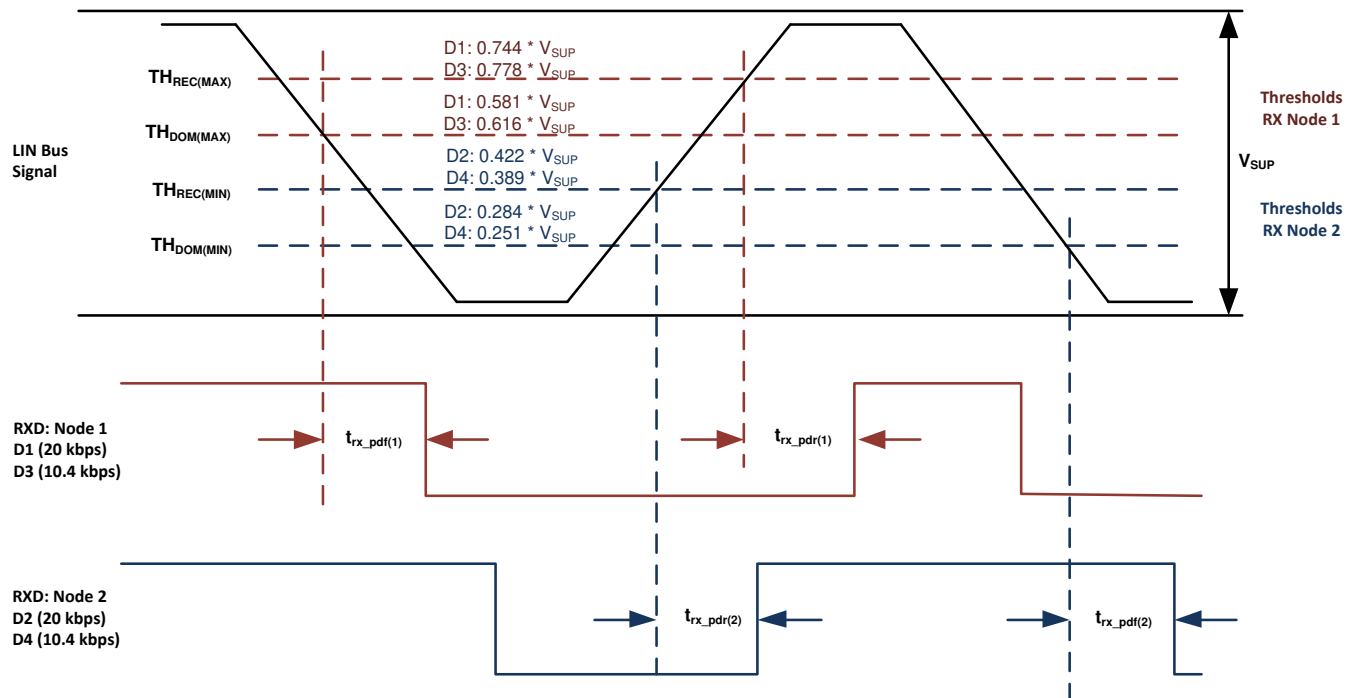 D1: 0.744 * VSUP
THREC(MAX)
D3: 0.778 * VSUP
D1: 0.581 * VSUP
Thresholds
RX Node 1
THDOM(MAX)
D3: 0.616 * VSUP
LIN Bus
Signal
D2: 0.422 * VSUP
VSUP
THREC(MIN)
D4: 0.389 * VSUP
D2: 0.284 * VSUP
Thresholds
RX Node 2
THDOM(MIN)
D4: 0.251 * VSUP
RXD: Node 1
D1 (20 kbps)
D3 (10.4 kbps)
trx_pdf(1)
trx_pdr(1)
RXD: Node 2
D2 (20 kbps)
D4 (10.4 kbps)
trx_pdr(2)
trx_pdf(2)